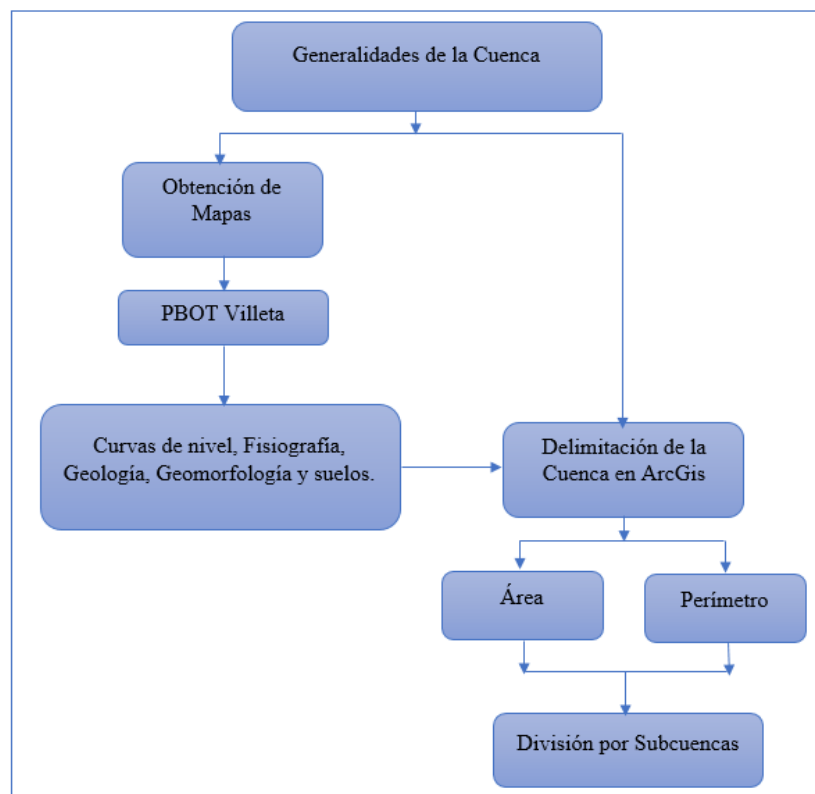 Generalidades de la Cuenca
Obtención de
Mapas
PBOT Villeta
Curvas de nivel, Fisiografía,
Geología, Geomorfología y suelos.
Delimitación de la
Cuenca en ArcGis
Área
Perímetro
División por Subcuencas